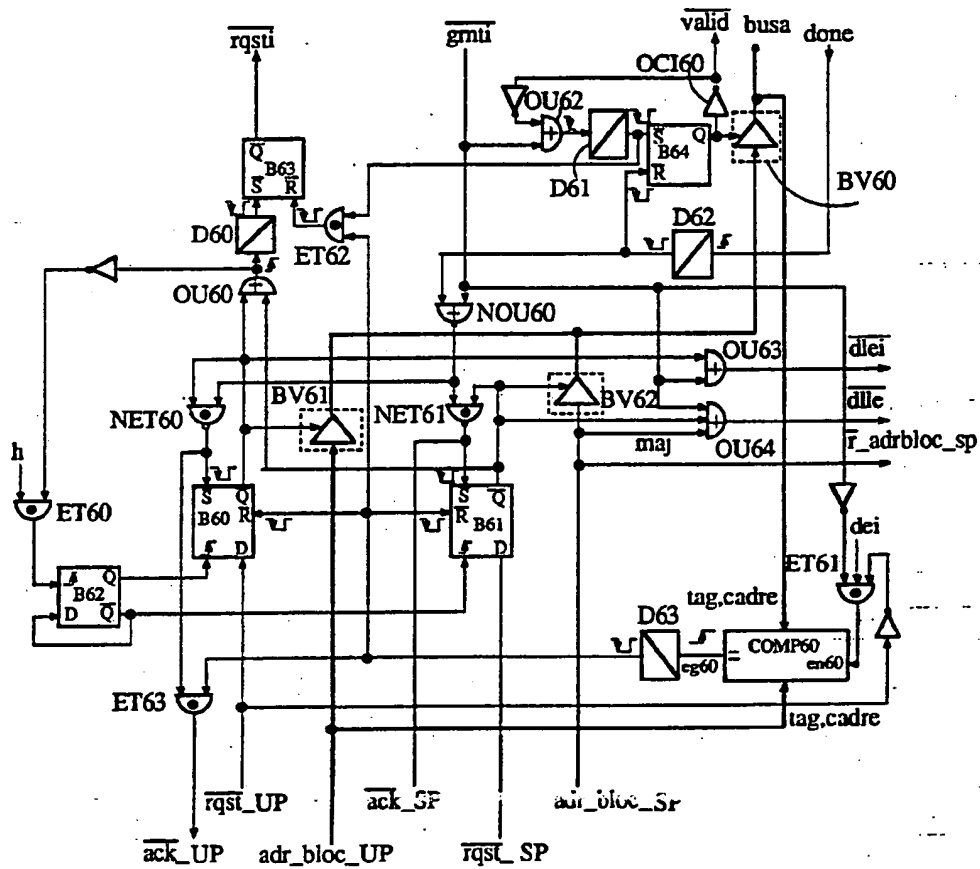 valid busa done
rqsti grnti
OCI60
OU62
Q
B63
S R
S Q
B64
R
D61
BV60
D60
ET62
D62
OU60
NOU60
OU63
dlei
BV61
NET60
NET61
BV62
dlle
maj
OU64
r_adrbloc_sp
h
S Q
B60 R
D
S Q
R B61
D
ET60
dei
ET61
Q
B62
D Q
tag,cadre
D63
COMP60
eg60 = en60
ET63
tag,cadre
rqst_UP ack_SP adr_bloc_SP
ack_UP adr_bloc_UP rqst_SP